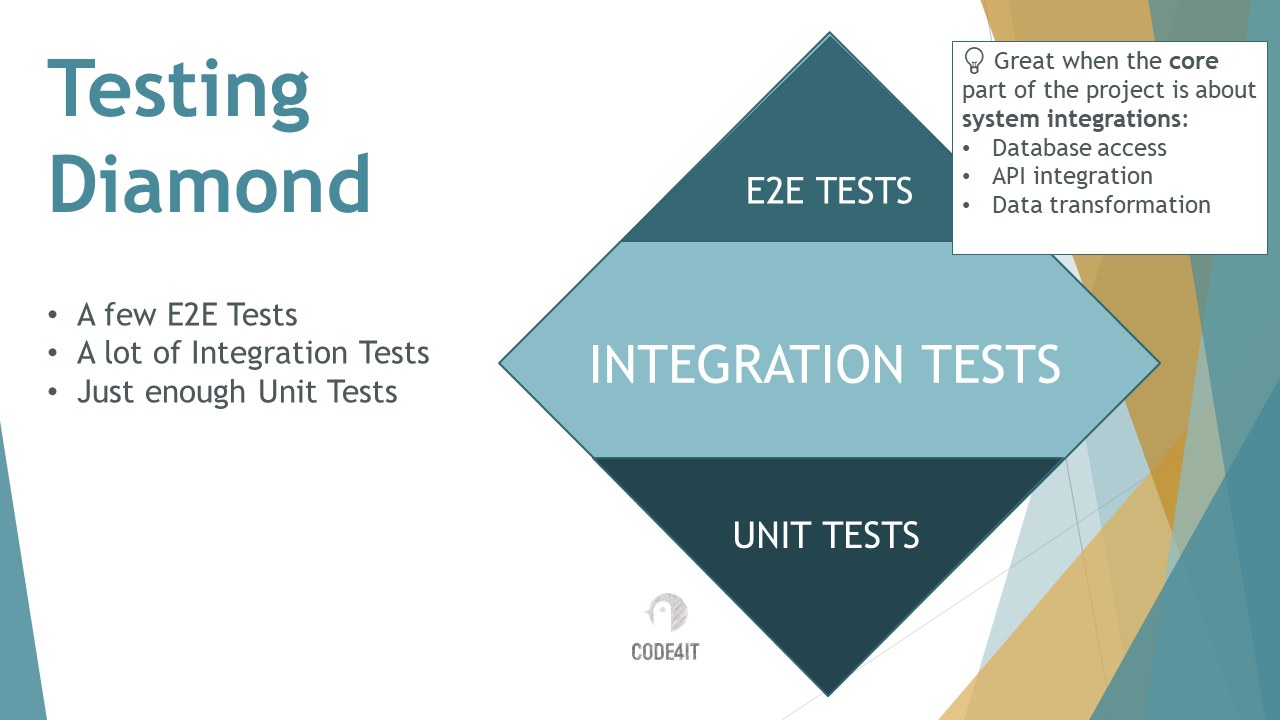 Testing
Diamond
• A few E2E Tests
• A lot of Integration Tests
• Just enough Unit Tests
E2E TESTS
INTEGRATION TESTS
UNIT TESTS
Great when the core
part of the project is about
system integrations:
• Database access
• API integration
• Data transformation
CODE4IT